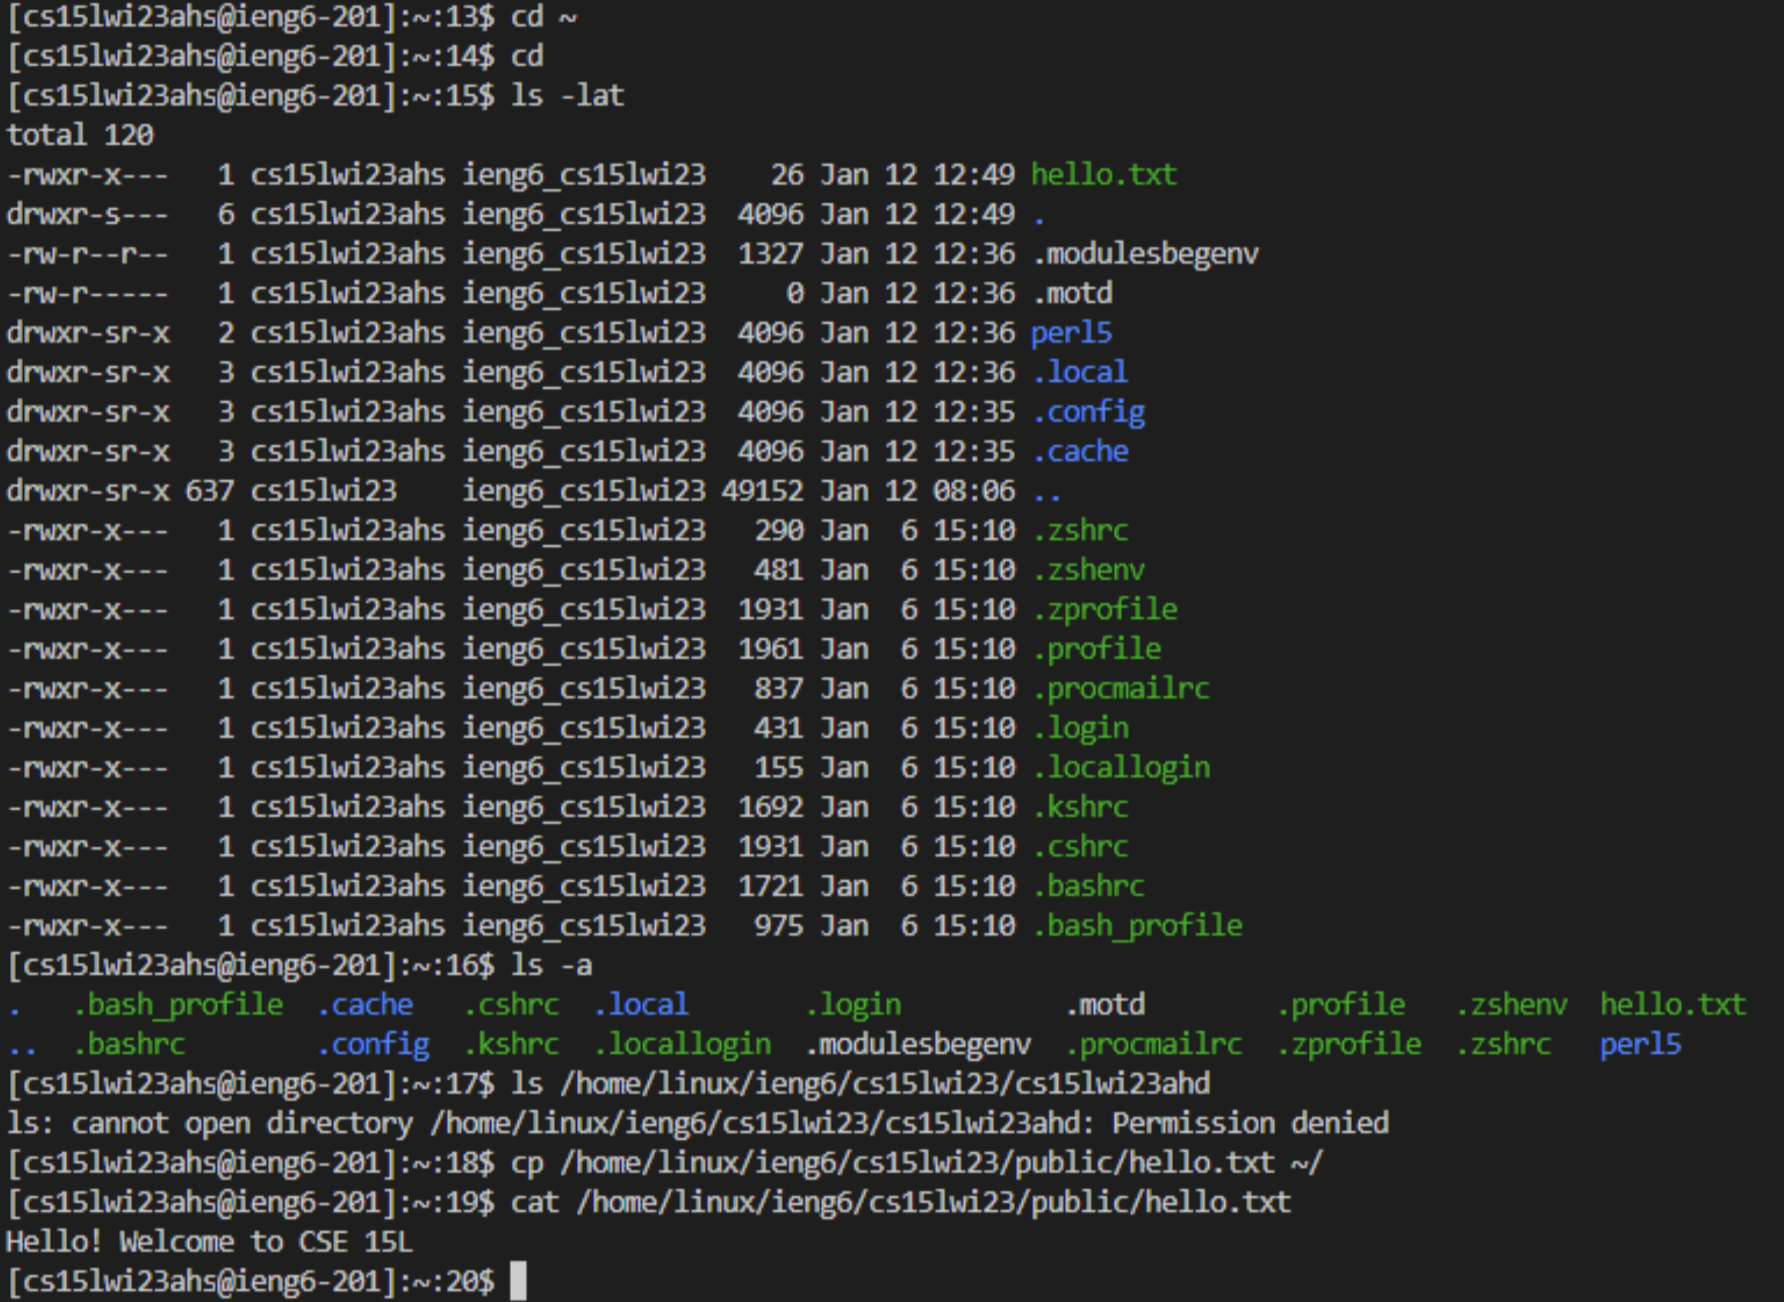 [cs15lwi23ahs@ieng6-201]:~:13$ cd ~
[cs15lwi23ahs@ieng6-201]:~:14$ cd
[cs15lwi23ahs@ieng6-201]:~:15$ ls -lat
total 120
-rwxr-x---   1 cs15lwi23ahs ieng6_cs15lwi23    26 Jan 12 12:49 hello.txt
drwxr-s---   6 cs15lwi23ahs ieng6_cs15lwi23  4096 Jan 12 12:49 .
-rw-r--r--   1 cs15lwi23ahs ieng6_cs15lwi23  1327 Jan 12 12:36 .modulesbegenv
-rw-r-----   1 cs15lwi23ahs ieng6_cs15lwi23     0 Jan 12 12:36 .motd
drwxr-sr-x   2 cs15lwi23ahs ieng6_cs15lwi23  4096 Jan 12 12:36 perl5
drwxr-sr-x   3 cs15lwi23ahs ieng6_cs15lwi23  4096 Jan 12 12:36 .local
drwxr-sr-x   3 cs15lwi23ahs ieng6_cs15lwi23  4096 Jan 12 12:35 .config
drwxr-sr-x   3 cs15lwi23ahs ieng6_cs15lwi23  4096 Jan 12 12:35 .cache
drwxr-sr-x 637 cs15lwi23    ieng6_cs15lwi23 49152 Jan 12 08:06 ..
-rwxr-x---   1 cs15lwi23ahs ieng6_cs15lwi23   290 Jan  6 15:10 .zshrc
-rwxr-x---   1 cs15lwi23ahs ieng6_cs15lwi23   481 Jan  6 15:10 .zshenv
-rwxr-x---   1 cs15lwi23ahs ieng6_cs15lwi23  1931 Jan  6 15:10 .zprofile
-rwxr-x---   1 cs15lwi23ahs ieng6_cs15lwi23  1961 Jan  6 15:10 .profile
-rwxr-x---   1 cs15lwi23ahs ieng6_cs15lwi23   837 Jan  6 15:10 .procmailrc
-rwxr-x---   1 cs15lwi23ahs ieng6_cs15lwi23   431 Jan  6 15:10 .login
-rwxr-x---   1 cs15lwi23ahs ieng6_cs15lwi23   155 Jan  6 15:10 .locallogin
-rwxr-x---   1 cs15lwi23ahs ieng6_cs15lwi23  1692 Jan  6 15:10 .kshrc
-rwxr-x---   1 cs15lwi23ahs ieng6_cs15lwi23  1931 Jan  6 15:10 .cshrc
-rwxr-x---   1 cs15lwi23ahs ieng6_cs15lwi23  1721 Jan  6 15:10 .bashrc
-rwxr-x---   1 cs15lwi23ahs ieng6_cs15lwi23   975 Jan  6 15:10 .bash_profile
[cs15lwi23ahs@ieng6-201]:~:16$ ls -a
.   .bash_profile  .cache   .cshrc  .local       .login          .motd        .profile   .zshenv  hello.txt
..  .bashrc        .config  .kshrc  .locallogin  .modulesbegenv  .procmailrc  .zprofile  .zshrc   perl5
[cs15lwi23ahs@ieng6-201]:~:17$ ls /home/linux/ieng6/cs15lwi23/cs15lwi23ahd
ls: cannot open directory /home/linux/ieng6/cs15lwi23/cs15lwi23ahd: Permission denied
[cs15lwi23ahs@ieng6-201]:~:18$ cp /home/linux/ieng6/cs15lwi23/public/hello.txt ~/
[cs15lwi23ahs@ieng6-201]:~:19$ cat /home/linux/ieng6/cs15lwi23/public/hello.txt
Hello! Welcome to CSE 15L
[cs15lwi23ahs@ieng6-201]:~:20$